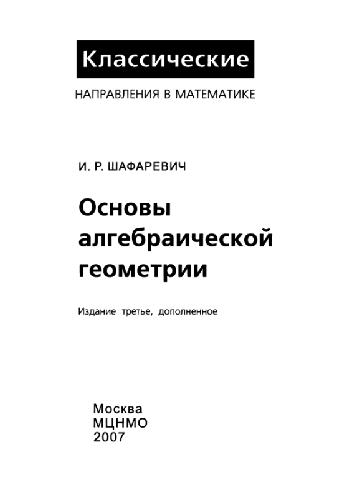 Классические
НАПРАВЛЕНИЯ В МАТЕМАТИКЕ
И. Р. ШАФАРЕВИЧ
Основы
алгебраической
геометрии
Издание третье, дополненное
Москва
МЦНМО
2007